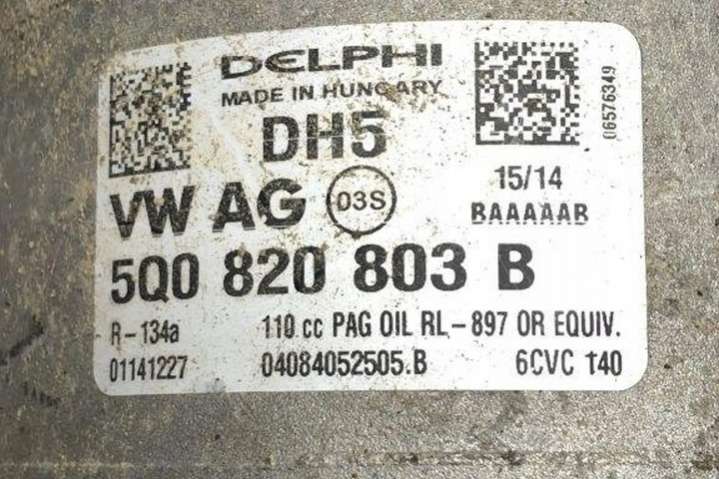 DELPHI
MADE IN HUNGARY
DH5
06576349
VW AG 03S
15/14
BAAAAAB
5Q0 820 803 B
R-134a 110 cc PAG OIL RL-897 OR EQUIV.
01141227 04084052505.B 6CVC 140